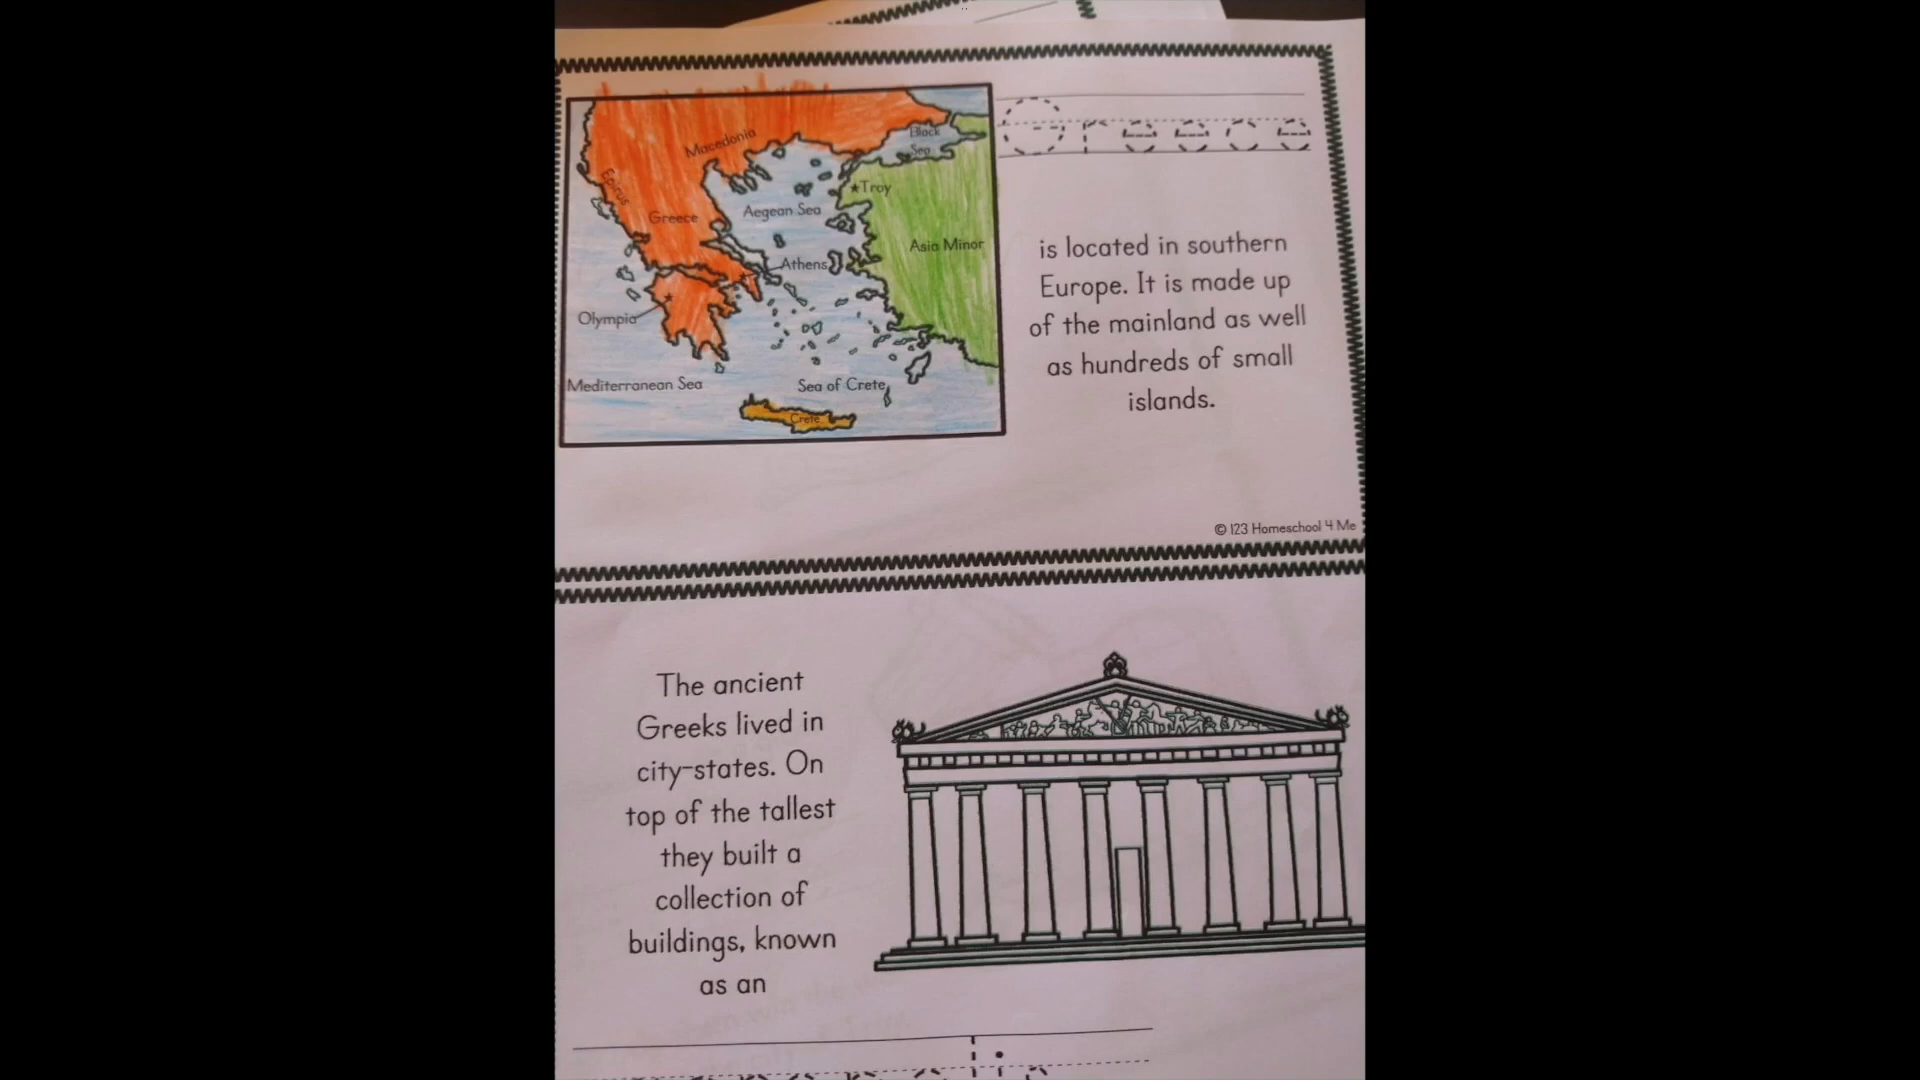 Macedonia
Black
Sea
Epirus
★Troy
Aegean Sea
Greece
Asia Minor
Athens
Olympia
Mediterranean Sea
Sea of Crete
Crete
Greece
is located in southern
Europe. It is made up
of the mainland as well
as hundreds of small
islands.
© 123 Homeschool 4 Me
The ancient
Greeks lived in
city-states. On
top of the tallest
they built a
collection of
buildings, known
as an